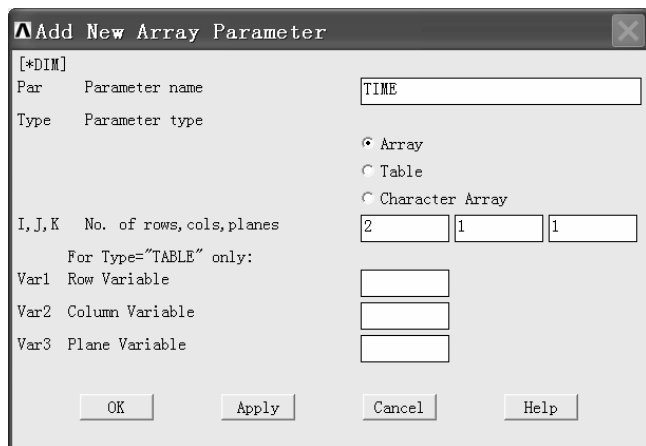 Add New Array Parameter
[*DIM]
Par Parameter name TIME
Type Parameter type
Array
Table
Character Array
I,J,K No. of rows,cols,planes 2 1 1
For Type="TABLE" only:
Var1 Row Variable
Var2 Column Variable
Var3 Plane Variable
OK Apply Cancel Help